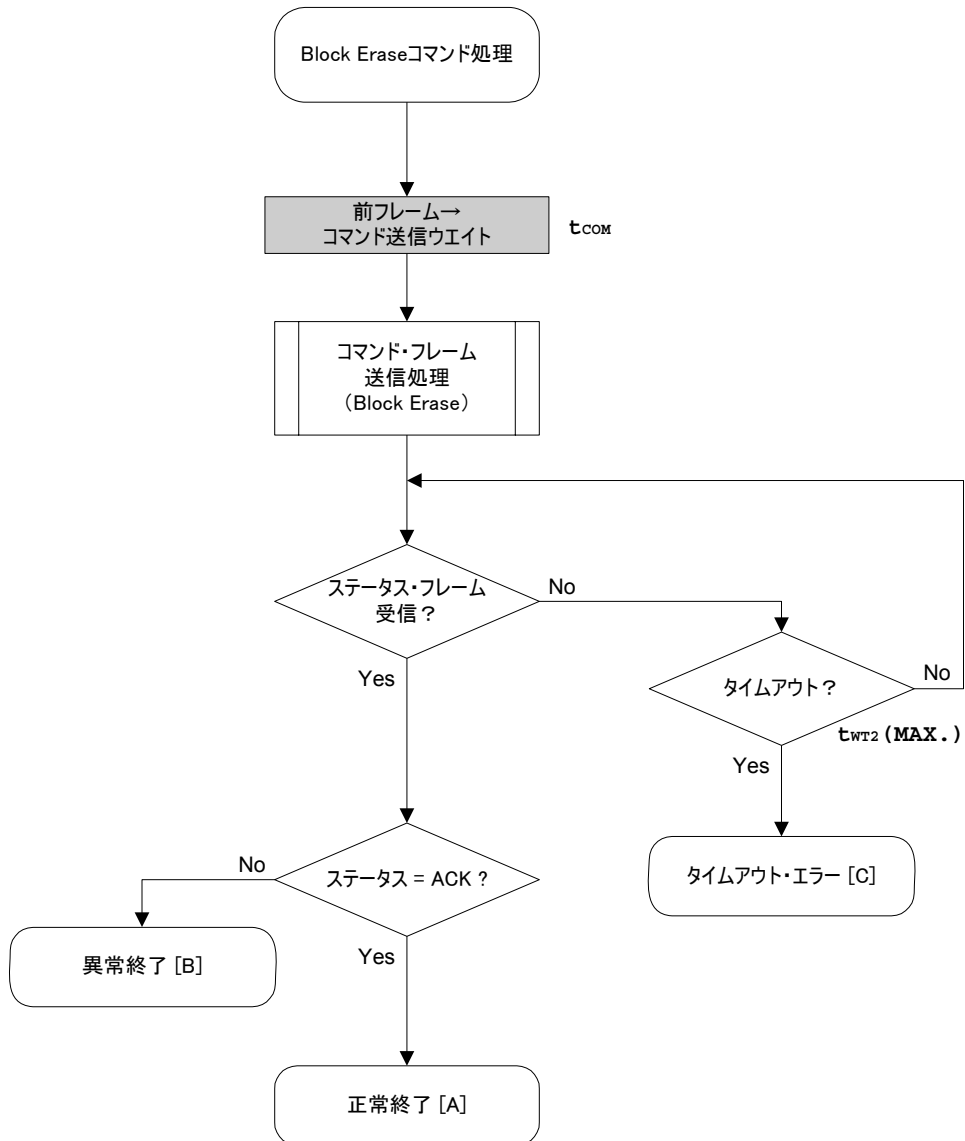 Block Eraseコマンド処理
前フレーム→
コマンド送信ウエイト
tCOM
コマンド・フレーム
送信処理
（Block Erase）
ステータス・フレーム
受信？
No
Yes
タイムアウト？
No
tWT2(MAX.)
Yes
タイムアウト・エラー [C]
ステータス = ACK ?
No
異常終了 [B]
Yes
正常終了 [A]